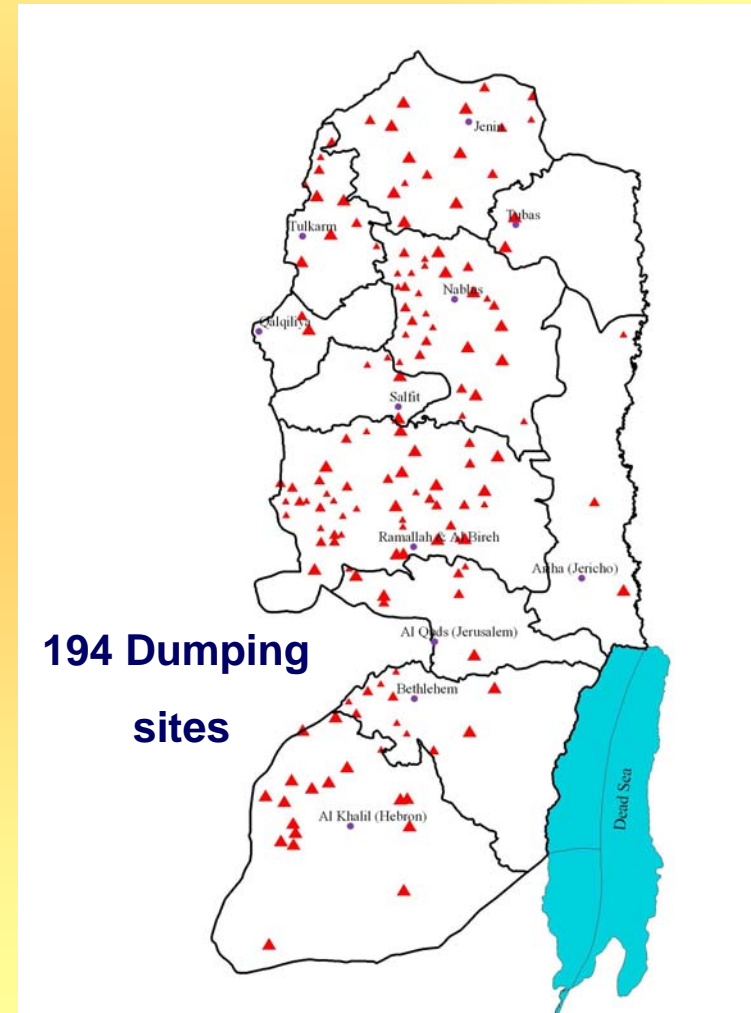 Jenin
Tubas
Tulkarm
Nablus
Qalqiliya
Salfit
Ramallah & Al Bireh
Ariha (Jericho)
Al Quds (Jerusalem)
194 Dumping
sites
Bethlehem
Dead Sea
Al Khalil (Hebron)